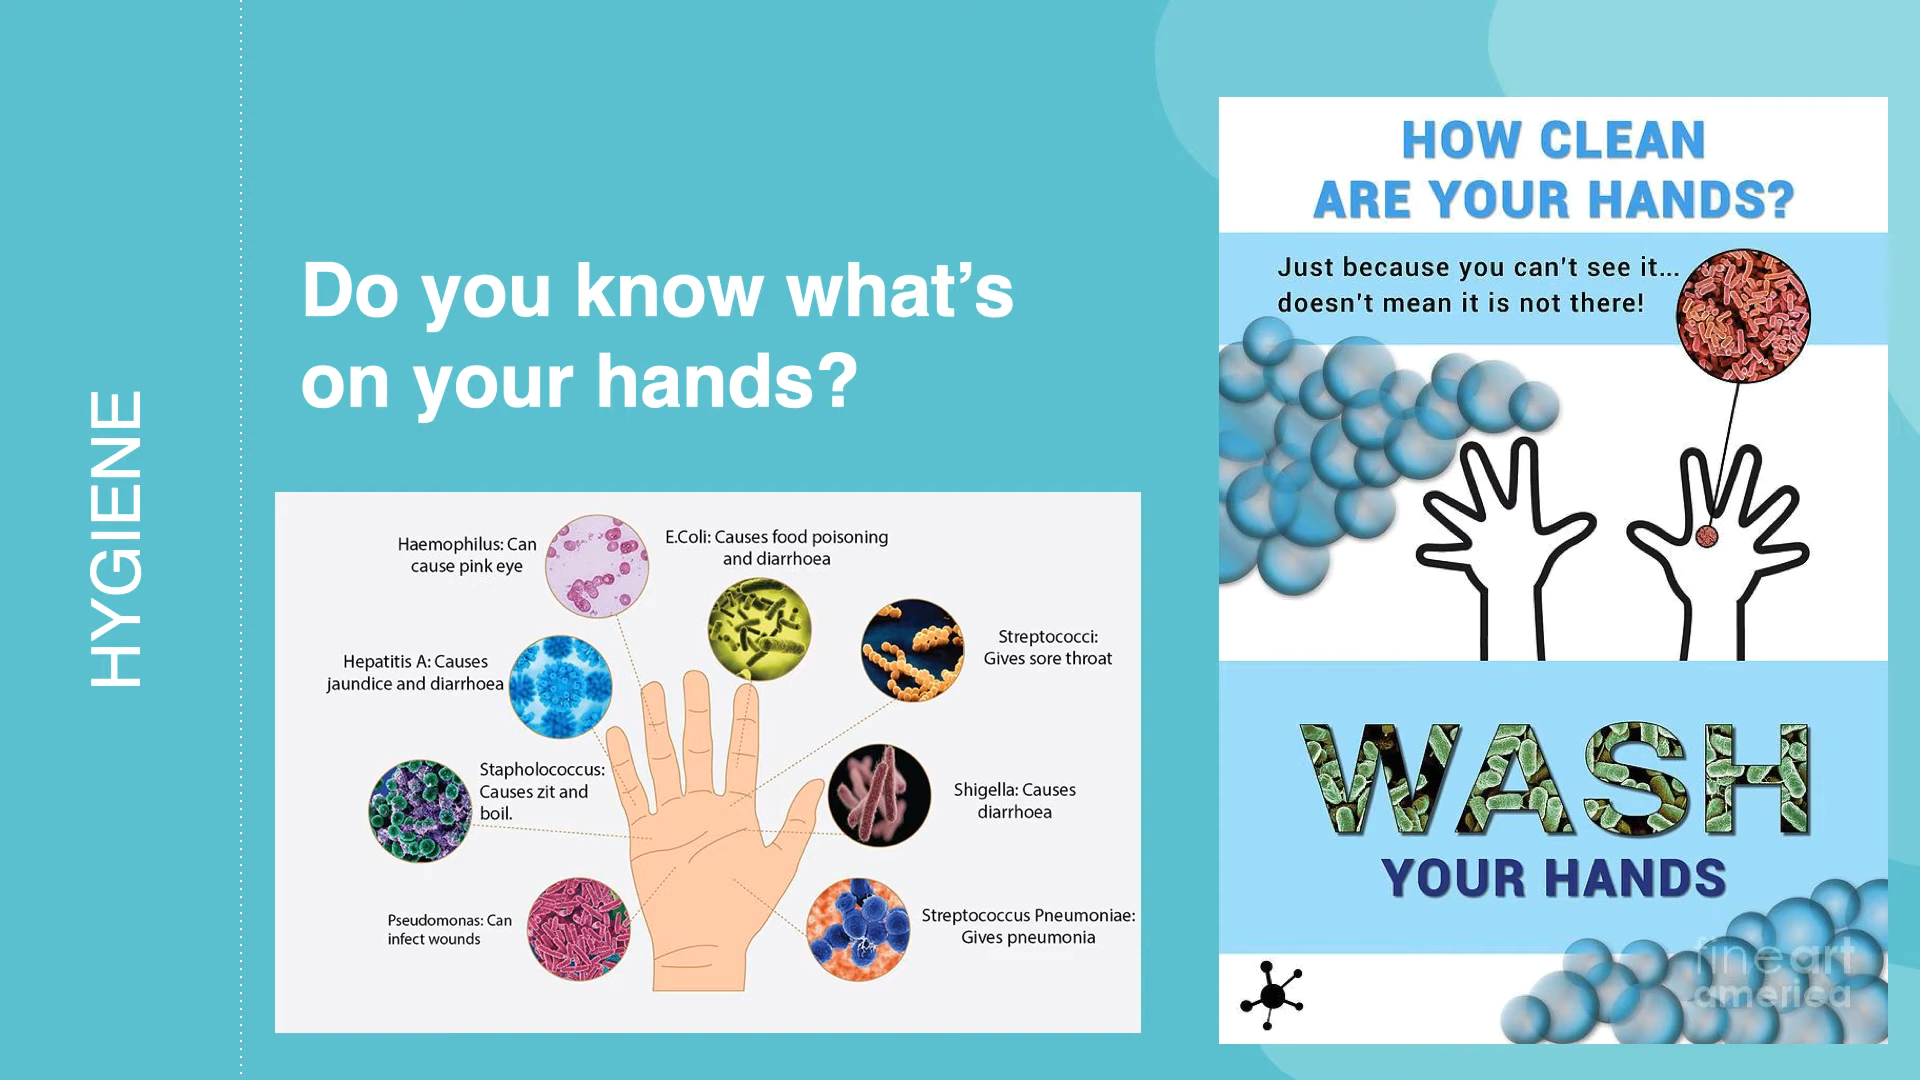 HYGIENE
Do you know what’s
on your hands?
Haemophilus: Can
cause pink eye
E.Coli: Causes food poisoning
and diarrhoea
Streptococci:
Gives sore throat
Hepatitis A: Causes
jaundice and diarrhoea
Stapholococcus:
Causes zit and
boil.
Shigella: Causes
diarrhoea
Pseudomonas: Can
infect wounds
Streptococcus Pneumoniae:
Gives pneumonia
HOW CLEAN
ARE YOUR HANDS?
Just because you can't see it...
doesn't mean it is not there!
WASH
YOUR HANDS
fine art
america